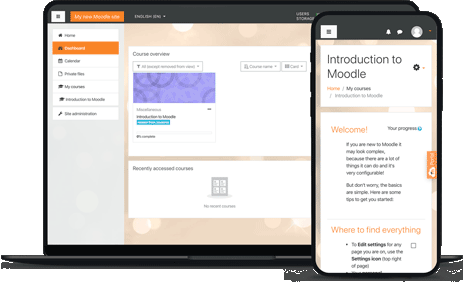 My new Moodle site
ENGLISH (EN)
USERS
Home
Dashboard
Calendar
Private files
My courses
Introduction to Moodle
Site administration
Course overview
All (except removed from view)
Course name
Card
Miscellaneous
Introduction to Moodle
% complete
Recently accessed courses
No recent courses
Introduction to
Moodle
Home / My courses
/ Introduction to Moodle
Welcome!
Your progress
If you are new to Moodle it
may look complex,
because there are a lot of
things it can do and it's
very configurable!
But don't worry, the basics
are simple. Here are some
tips to get you started:
Where to find everything
To Edit settings for any
page you are on, use the
Settings icon (top right
of page)